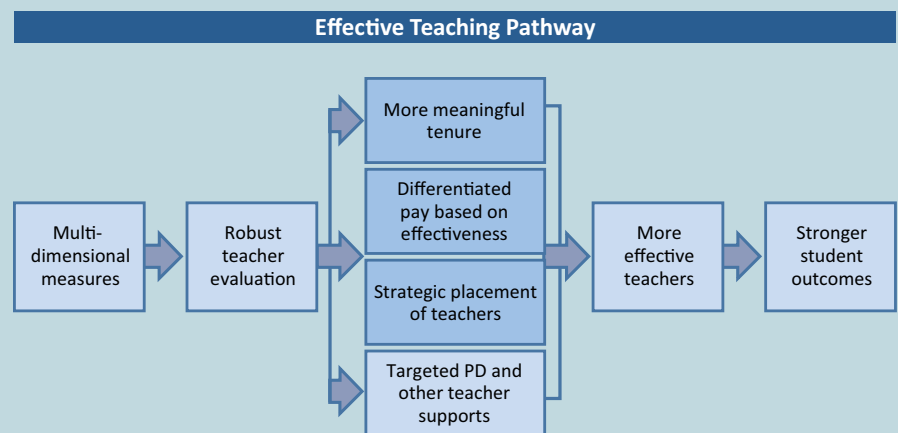 Effective Teaching Pathway
Multi-
dimensional
measures
Robust
teacher
evaluation
More meaningful
tenure
Differentiated
pay based on
effectiveness
Strategic placement
of teachers
Targeted PD and
other teacher
supports
More
effective
teachers
Stronger
student
outcomes